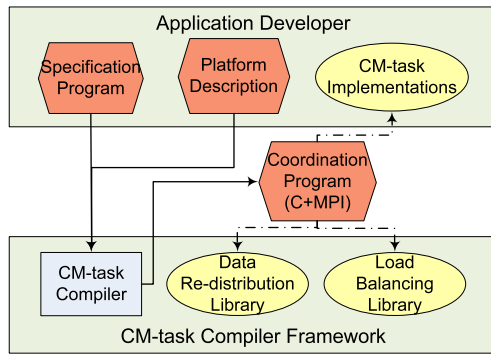 Application Developer
Specification
Program
Platform
Description
CM-task
Implementations
Coordination
Program
(C+MPI)
CM-task
Compiler
Data
Re-distribution
Library
Load
Balancing
Library
CM-task Compiler Framework